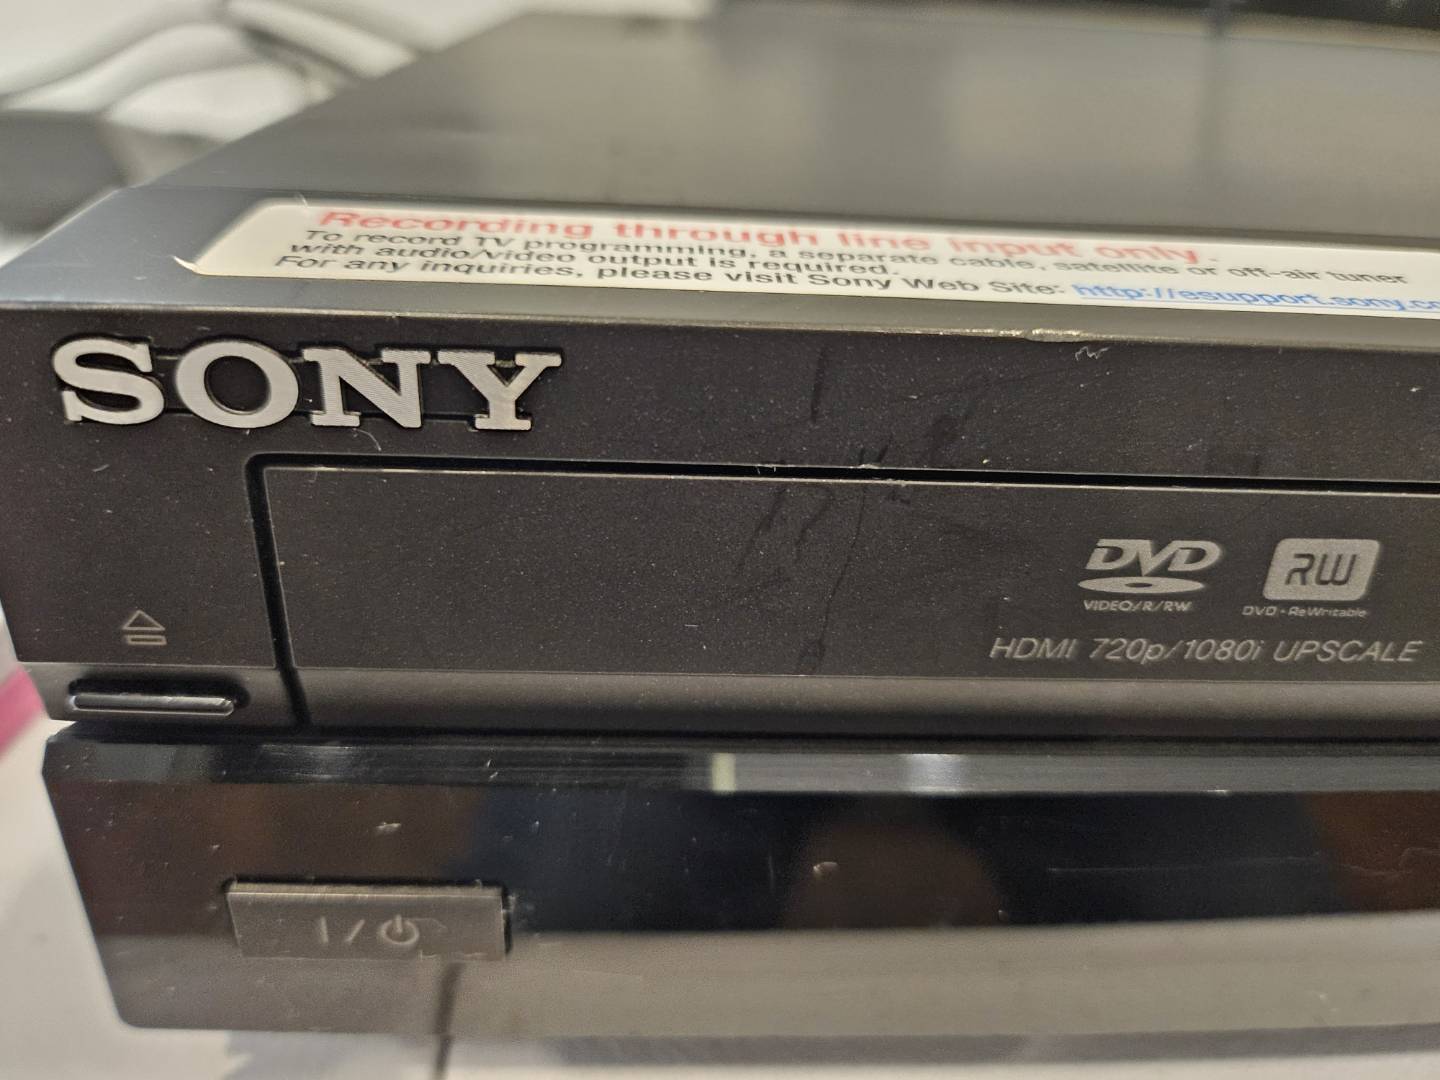 Recording through line input only.
To record TV programming, a separate cable, satellite or off-air tuner
with audio/video output is required.
For any inquiries, please visit Sony Web Site: http://esupport.sony.co
SONY
DVD
VIDEO/R/RW
RW
DVD+ReWritable
HDMI 720p/1080i UPSCALE
I/⏻